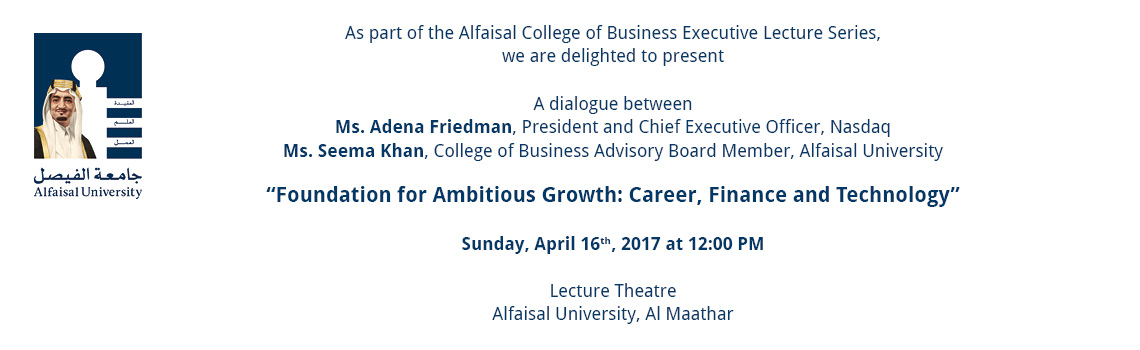 العقيدة
العلم
العمل
جامعة الفيصل
Alfaisal University
As part of the Alfaisal College of Business Executive Lecture Series,
we are delighted to present
A dialogue between
Ms. Adena Friedman, President and Chief Executive Officer, Nasdaq
Ms. Seema Khan, College of Business Advisory Board Member, Alfaisal University
“Foundation for Ambitious Growth: Career, Finance and Technology”
Sunday, April 16th, 2017 at 12:00 PM
Lecture Theatre
Alfaisal University, Al Maathar